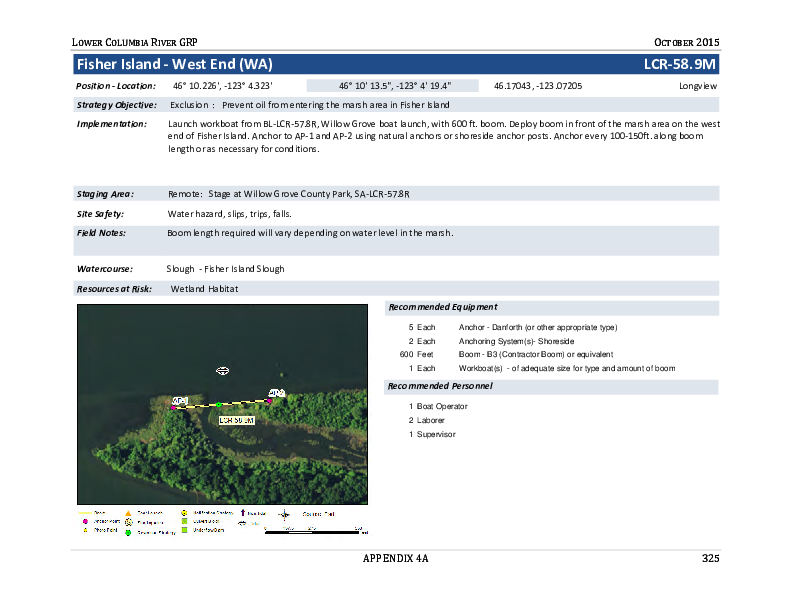 LOWER COLUMBIA RIVER GRP OCTOBER 2015
Fisher Island - West End (WA) LCR-58.9M
Position - Location: 46° 10.226', -123° 4.323' 46° 10' 13.5", -123° 4' 19.4" 46.17043, -123.07205 Longview
Strategy Objective: Exclusion : Prevent oil from entering the marsh area in Fisher Island
Implementation: Launch workboat from BL-LCR-57.8R, Willow Grove boat launch, with 600 ft. boom. Deploy boom in front of the marsh area on the west
end of Fisher Island. Anchor to AP-1 and AP-2 using natural anchors or shoreside anchor posts. Anchor every 100-150ft. along boom
length or as necessary for conditions.
Staging Area: Remote: Stage at Willow Grove County Park, SA-LCR-57.8R
Site Safety: Water hazard, slips, trips, falls.
Field Notes: Boom length required will vary depending on water level in the marsh.
Watercourse: Slough - Fisher Island Slough
Resources at Risk: Wetland Habitat
Recommended Equipment
5 Each Anchor - Danforth (or other appropriate type)
2 Each Anchoring System(s)- Shoreside
600 Feet Boom - B3 (Contractor Boom) or equivalent
1 Each Workboat(s) - of adequate size for type and amount of boom
Recommended Personnel
1 Boat Operator
2 Laborer
1 Supervisor
LCR-58.9M
Anchor Point
Photo Point
APPENDIX 4A 325